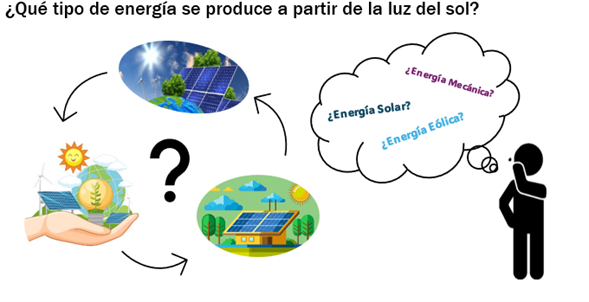 ¿Qué tipo de energía se produce a partir de la luz del sol?
¿Energía Mecánica?
¿Energía Solar?
¿Energía Eólica?
?